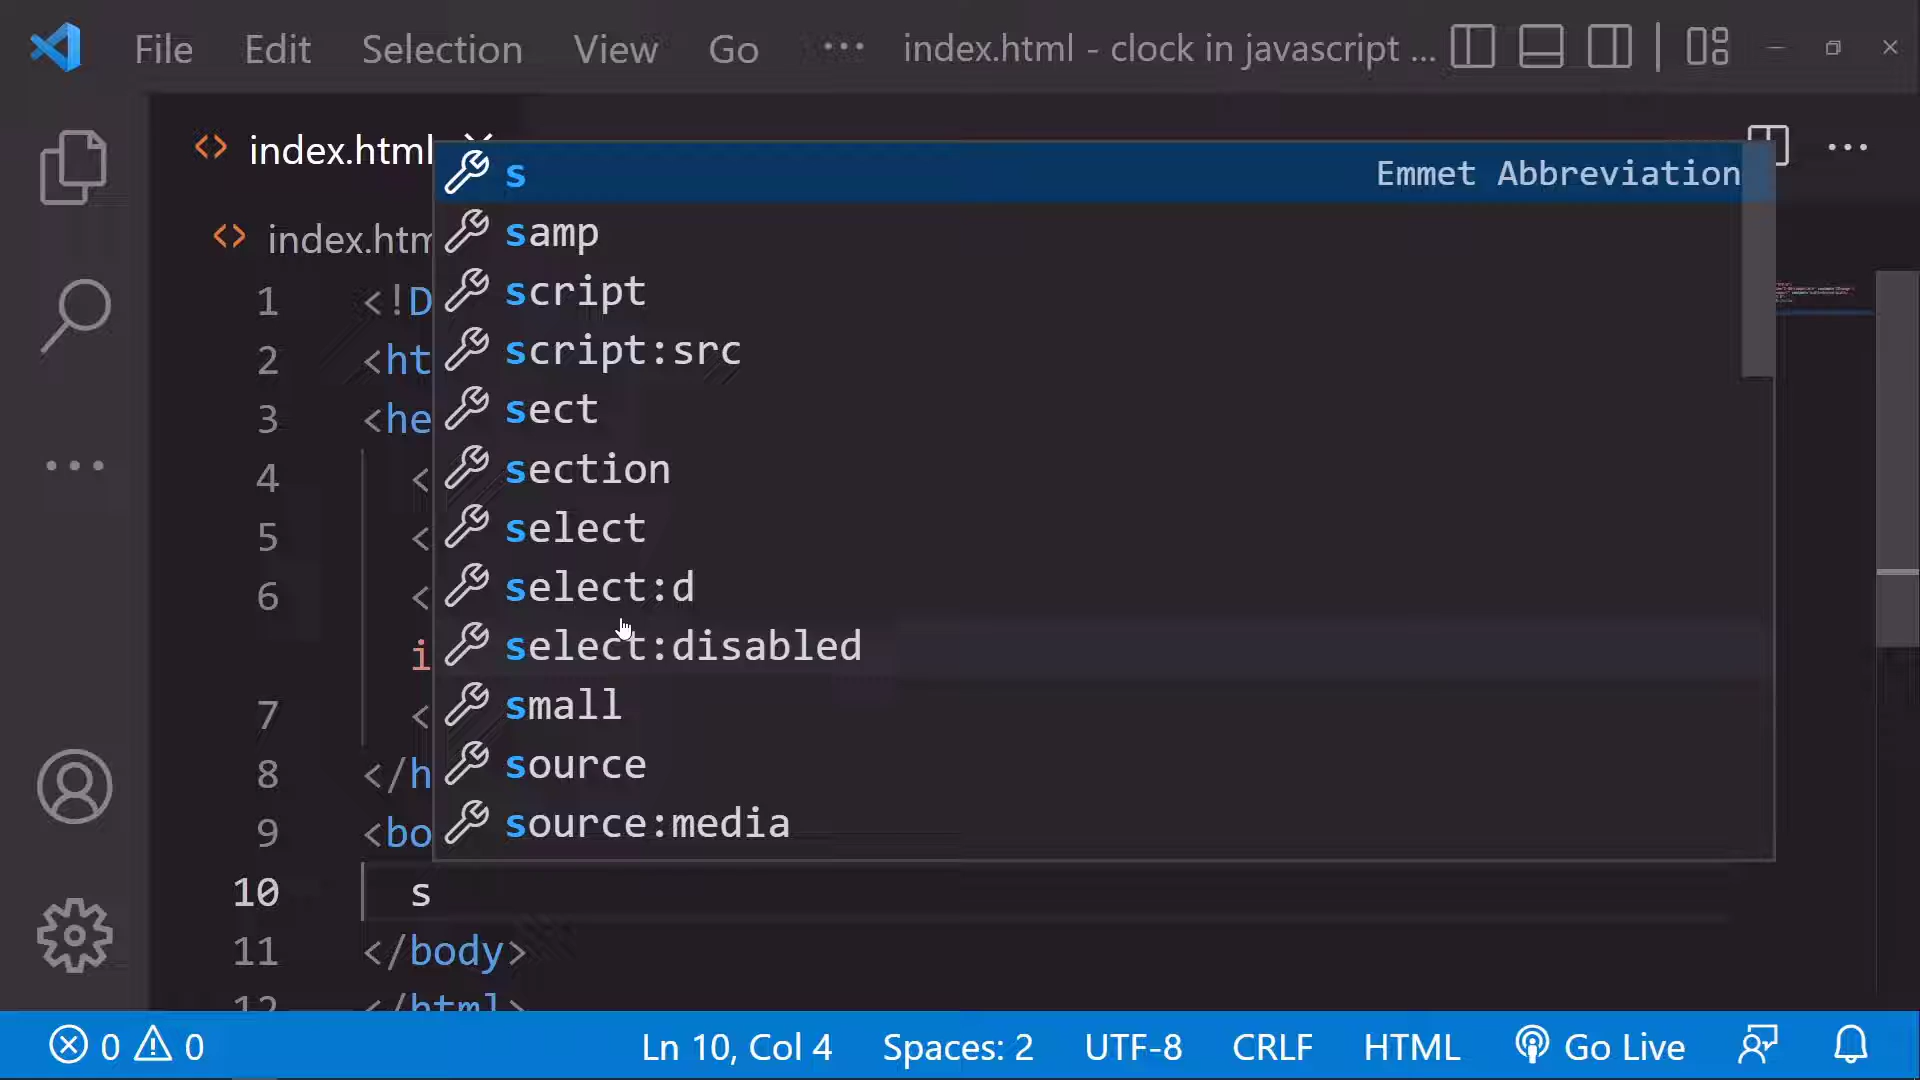 File Edit Selection View Go ··· index.html - clock in javascript ...
index.html
s Emmet Abbreviation
samp
index.htm
script
1 <!D
script:src
2 <ht
sect
3 <he
section
4 <
select
5 <
select:d
6 <
select:disabled
i
small
7 <
source
8 </h
source:media
9 <bo
10 s
11 </body>
12 </html>
0 0 Ln 10, Col 4 Spaces: 2 UTF-8 CRLF HTML Go Live